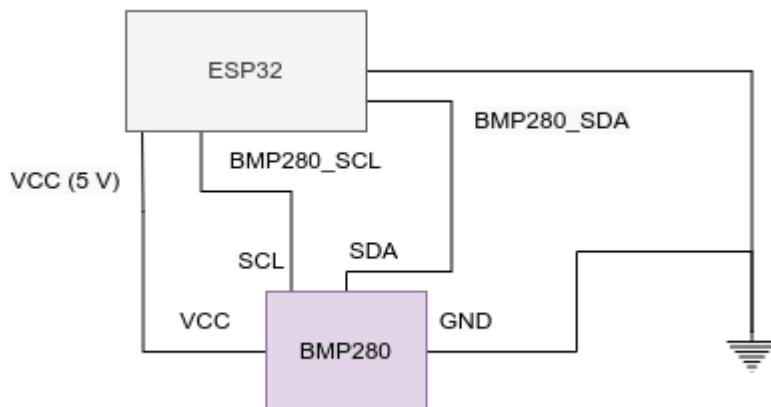 ESP32
BMP280_SDA
BMP280_SCL
VCC (5 V)
SDA
SCL
VCC
GND
BMP280